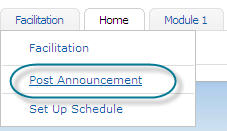 Facilitation Home Module 1
Facilitation
Post Announcement
Set Up Schedule